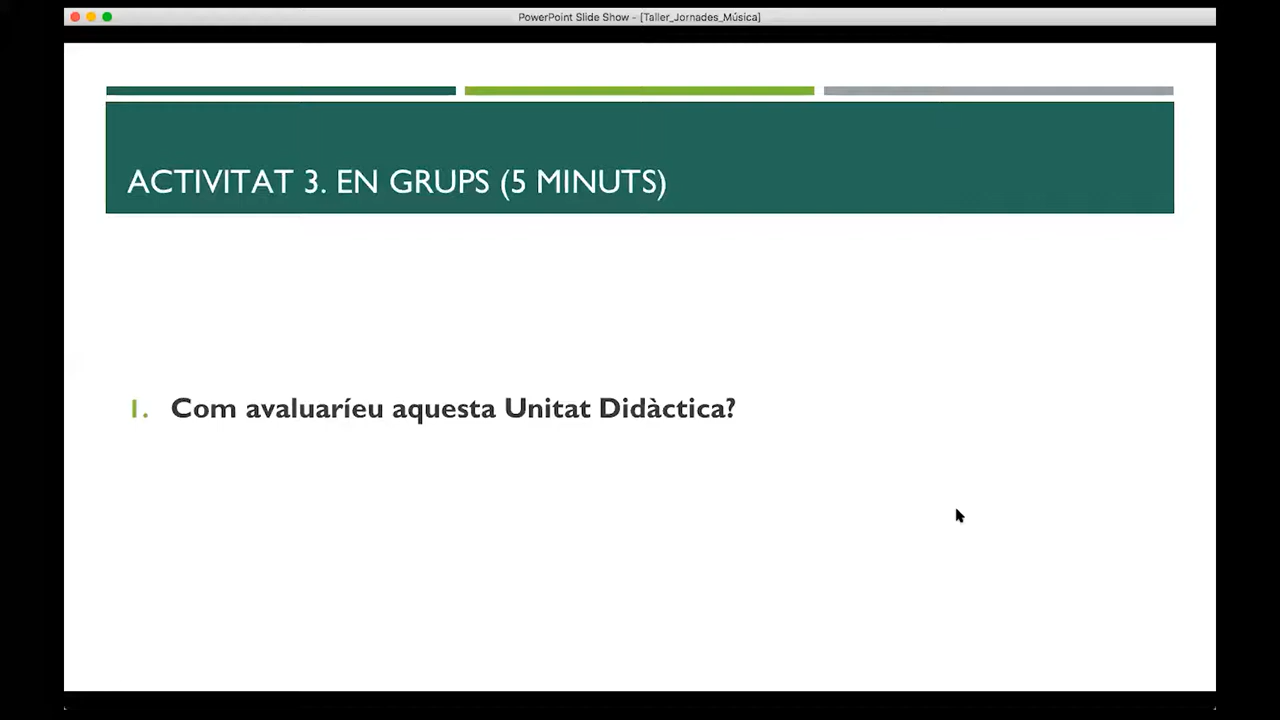 PowerPoint Slide Show - [Taller_Jornades_Música]
ACTIVITAT 3. EN GRUPS (5 MINUTS)
1. Com avaluaríeu aquesta Unitat Didàctica?